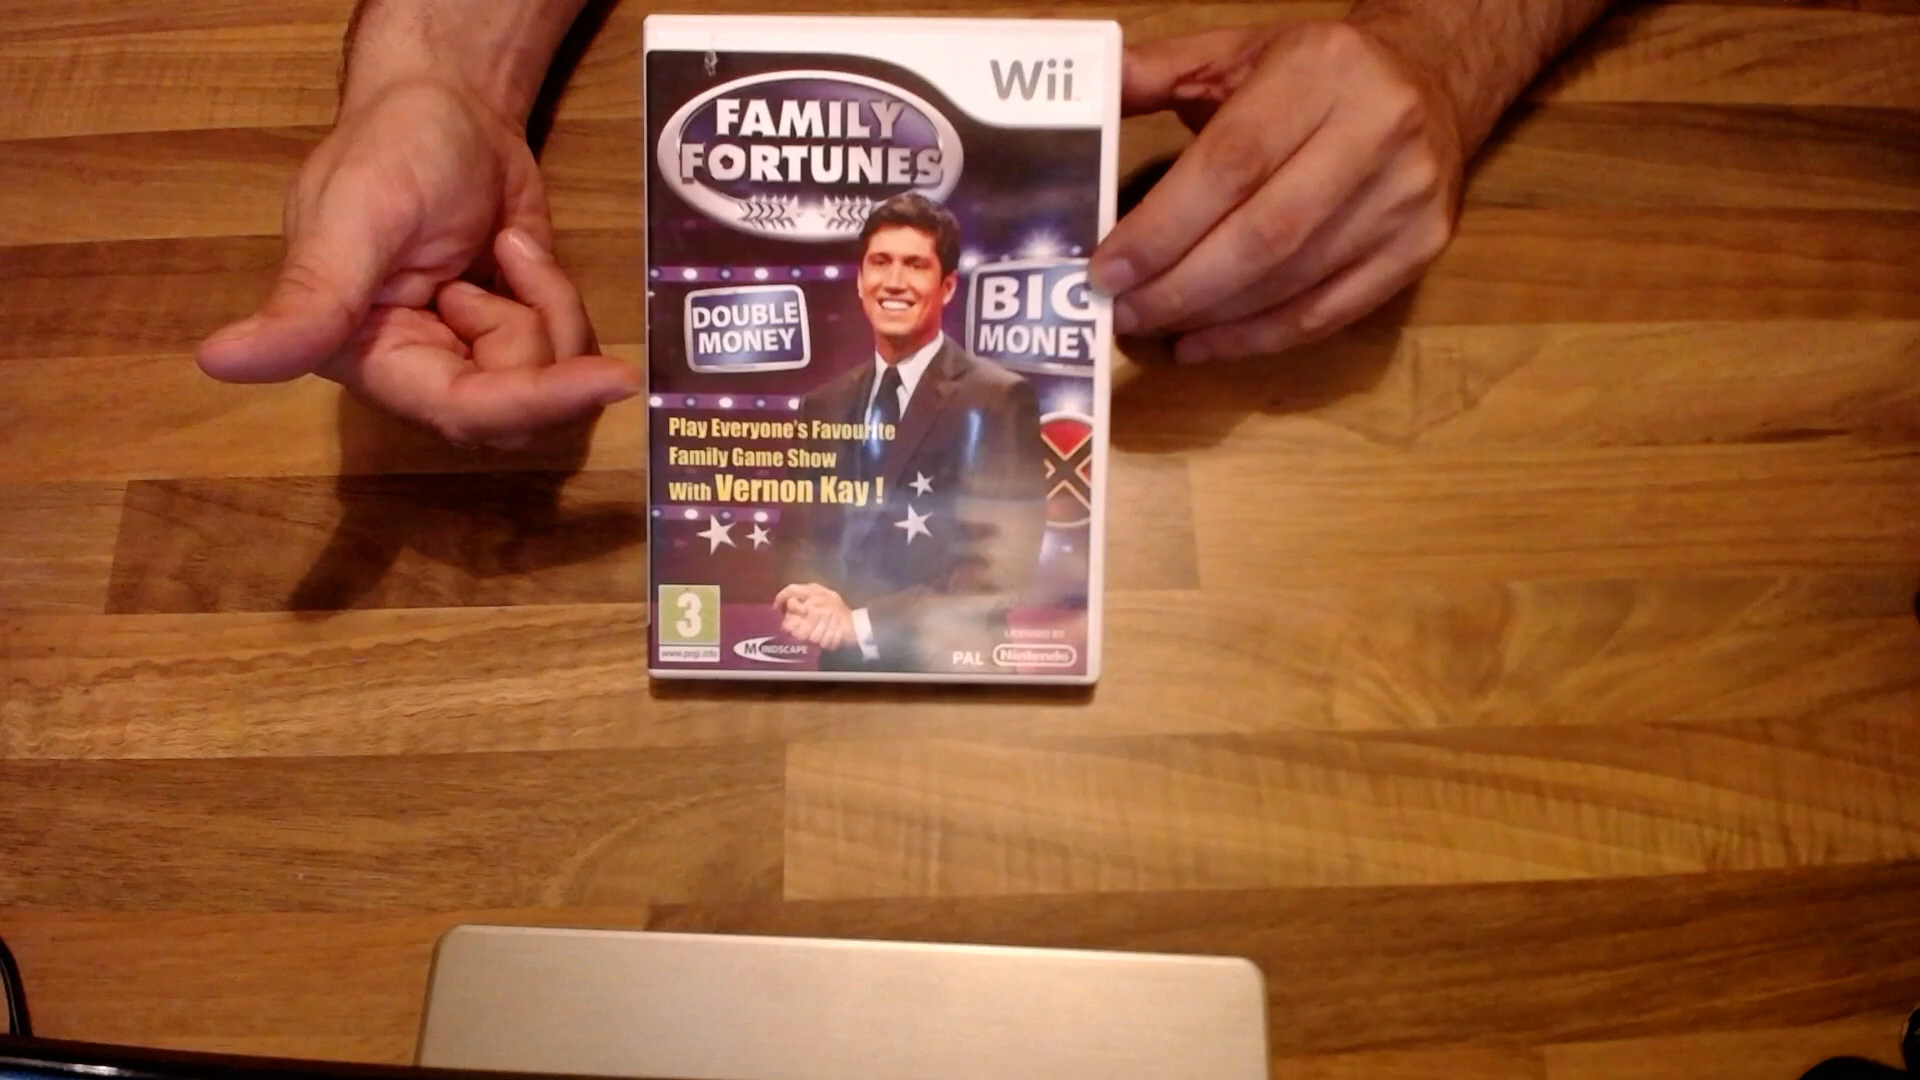 Wii
FAMILY
FORTUNES
DOUBLE
MONEY
BIG
MONEY
Play Everyone's Favourite
Family Game Show
With Vernon Kay !
3
www.pegi.info
MINDSCAPE
PAL
LICENSED BY
Nintendo